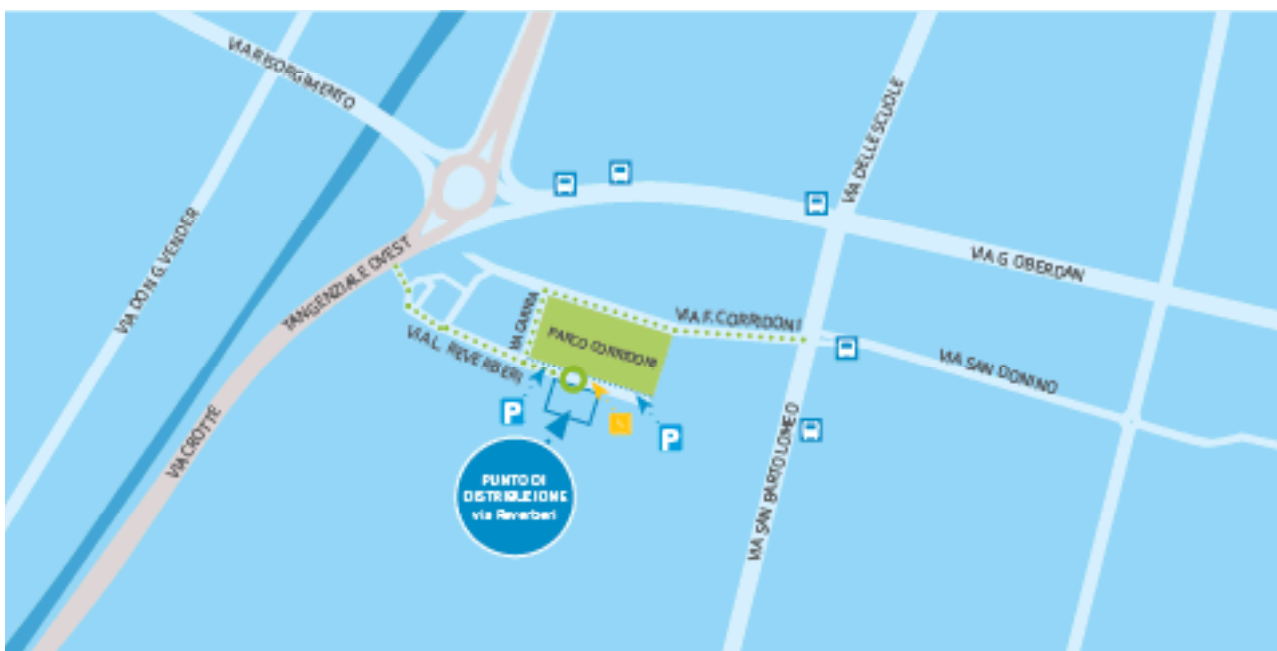 VIA RISORGIMENTO
VIA DELLE SCUOLE
VIA DON G. VENDER
TANGENZIALE OVEST
VIA G. OBERDAN
VIA F. CORRIDONI
PARCO CORRIDONI
VIA L. REVERBERI
VIA SAN DONINO
VIA CROTTE
P
P
VIA SAN BARTOLOMEO
PUNTO DI
DISTRIBUZIONE
via Reverberi